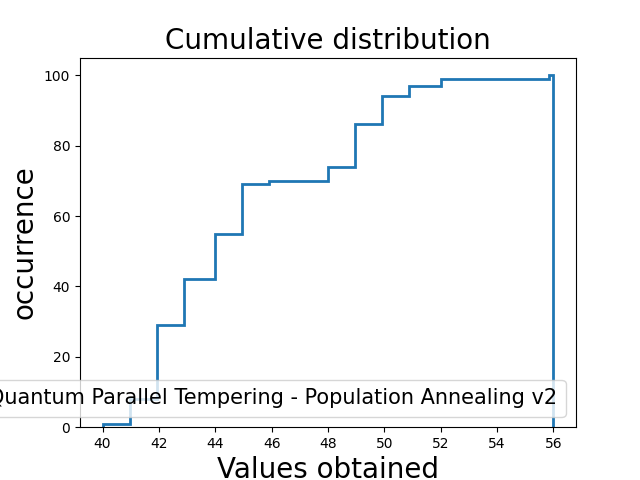 Cumulative distribution
100
80
60
40
20
0
occurrence
Quantum Parallel Tempering - Population Annealing v2
40 42 44 46 48 50 52 54 56
Values obtained